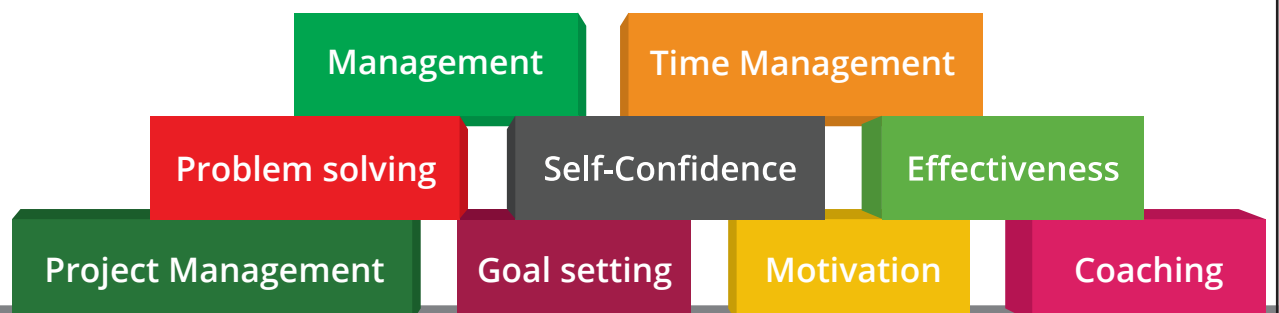 Management
Time Management
Problem solving
Self-Confidence
Effectiveness
Project Management
Goal setting
Motivation
Coaching